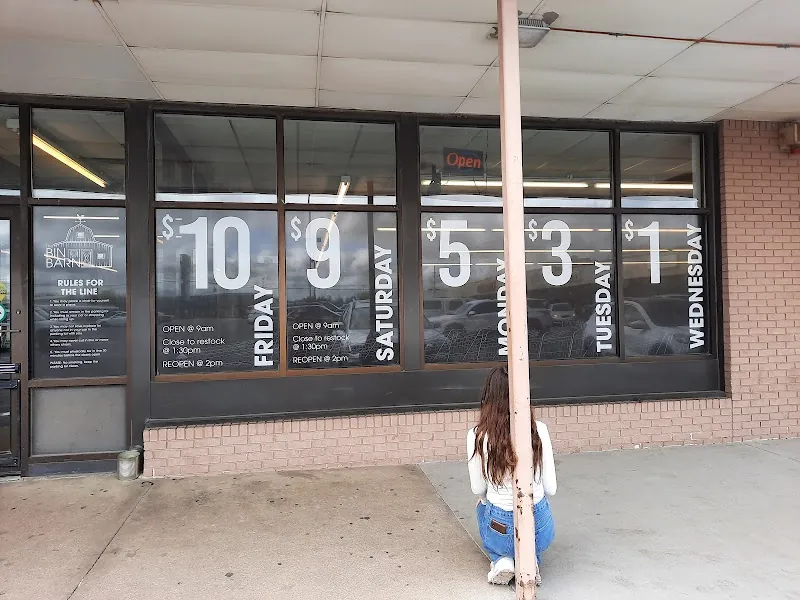 BIN
BARN
RULES FOR
THE LINE
$10
FRIDAY
OPEN @ 9am
Close to restock
@ 1:30pm
REOPEN @ 2pm
$9
SATURDAY
OPEN @ 9am
Close to restock
@ 1:30pm
REOPEN @ 2pm
Open
$5
MONDAY
$3
TUESDAY
$1
WEDNESDAY